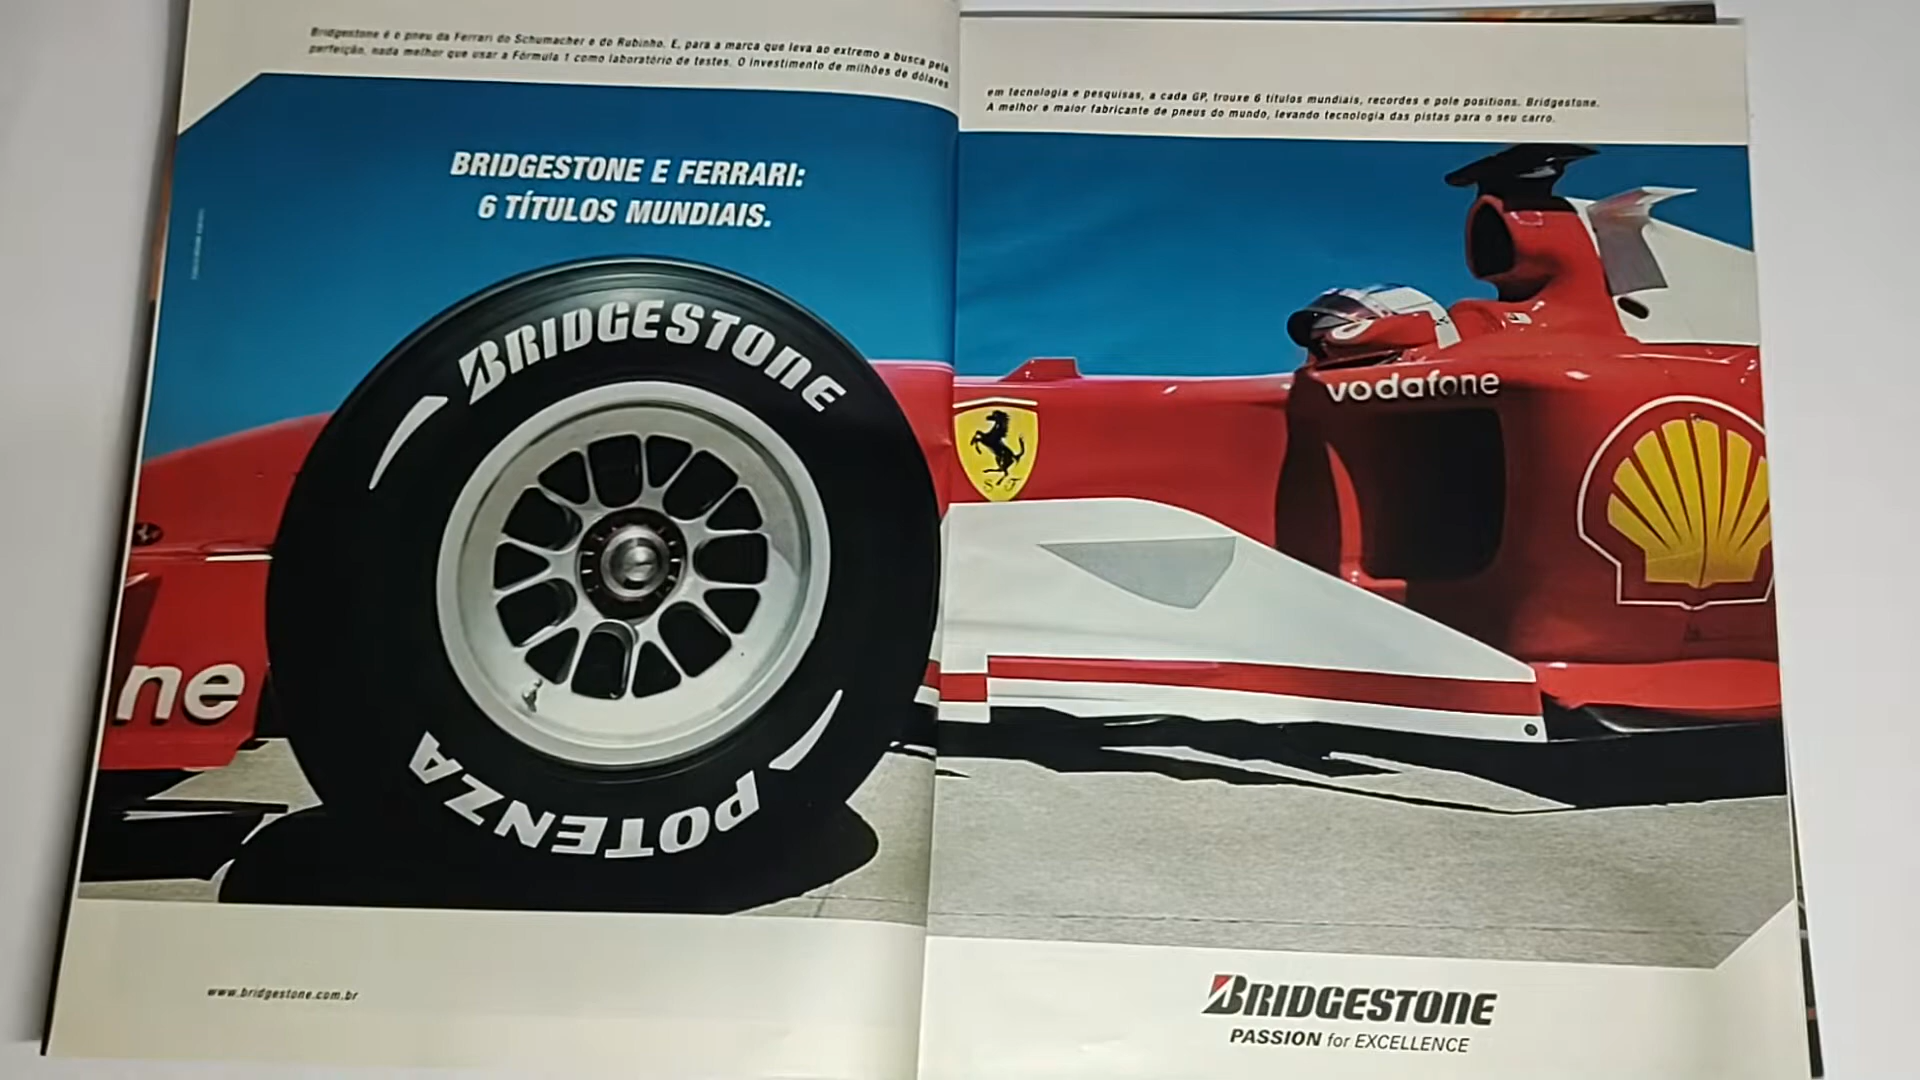 Bridgestone é o pneu da Ferrari do Schumacher e do Rubinho. E, para a marca que leva ao extremo a busca pela
perfeição, nada melhor que usar a Fórmula 1 como laboratório de testes. O investimento de milhões de dólares
em tecnologia e pesquisas, a cada GP, trouxe 6 títulos mundiais, recordes e pole positions. Bridgestone.
A melhor e maior fabricante de pneus do mundo, levando tecnologia das pistas para o seu carro.
BRIDGESTONE E FERRARI:
6 TÍTULOS MUNDIAIS.
BRIDGESTONE
POTENZA
ne
S F
vodafone
www.bridgestone.com.br
BRIDGESTONE
PASSION for EXCELLENCE